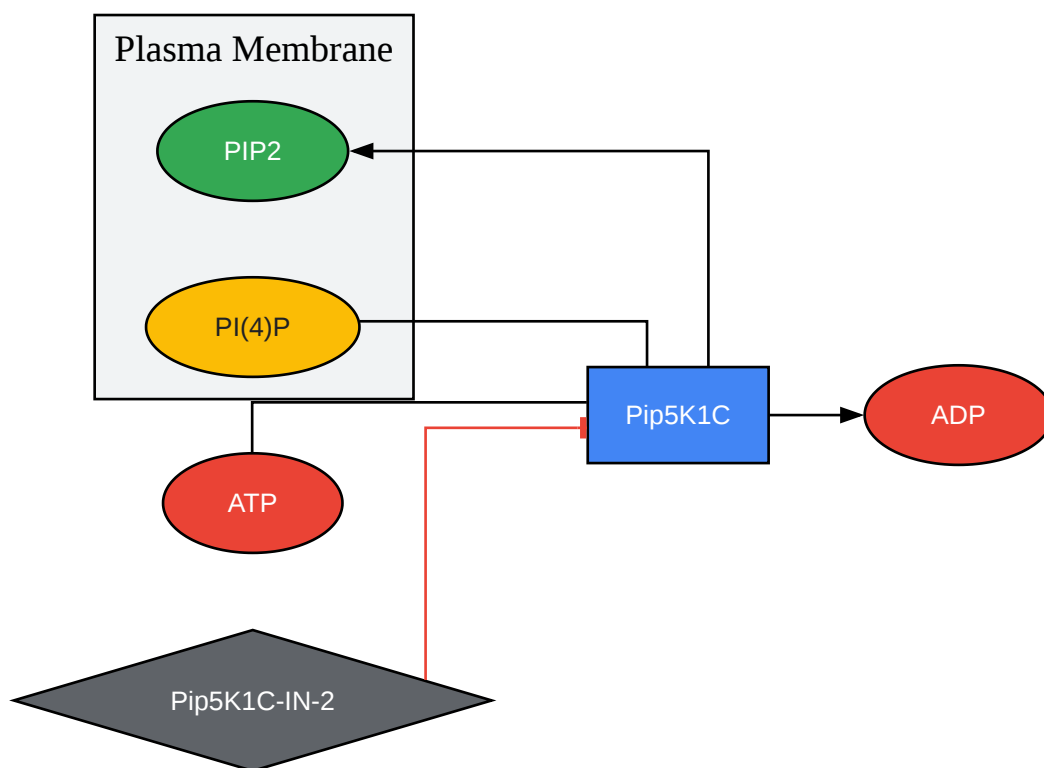 Plasma Membrane
PIP2
PI(4)P
Pip5K1C
ADP
ATP
Pip5K1C-IN-2